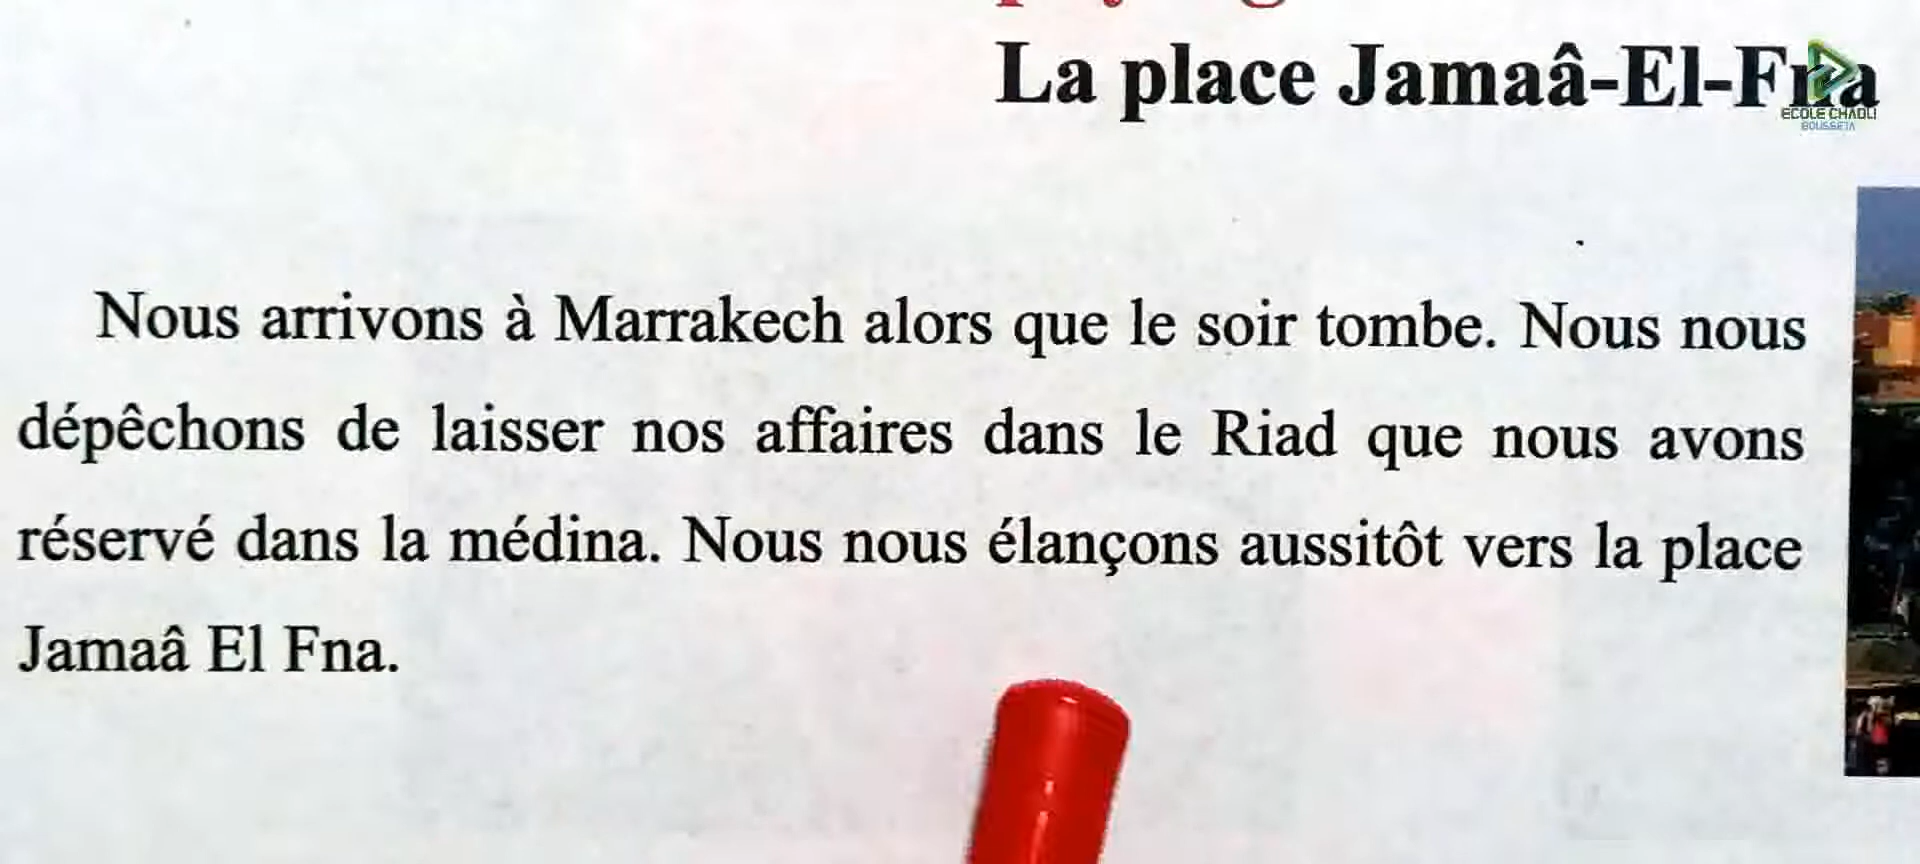 La place Jamaâ-El-Fna
ECOLE CHADLI
BOUSSETA
Nous arrivons à Marrakech alors que le soir tombe. Nous nous
dépêchons de laisser nos affaires dans le Riad que nous avons
réservé dans la médina. Nous nous élançons aussitôt vers la place
Jamaâ El Fna.